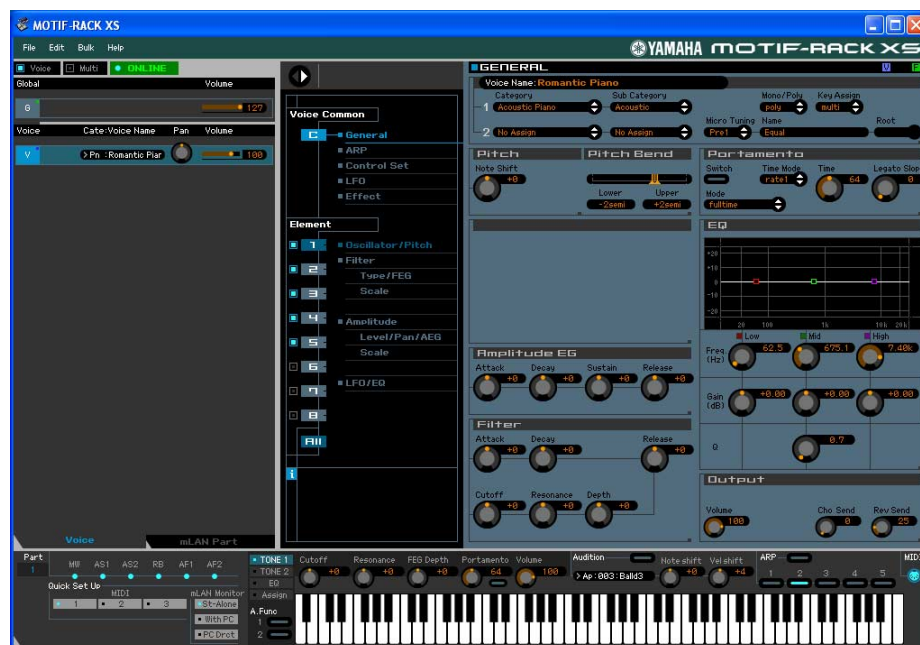 MOTIF-RACK XS
File Edit Bulk Help
YAMAHA MOTIF-RACK XS
Voice Multi ONLINE
Global Volume
G 127
Voice Cate:Voice Name Pan Volume
V Pn :Romantic Piar 100
Voice mLAN Part
Voice Common
C General
ARP
Control Set
LFO
Effect
Element
1 Oscillator/Pitch
2 Filter
Type/FEG
3 Scale
4 Amplitude
5 Level/Pan/AEG
Scale
6
7 LFO/EQ
8
All
i
GENERAL
Voice Name: Romantic Piano
Category Sub Category Mono/Poly Key Assign
1 Acoustic Piano Acoustic poly multi
Micro Tuning Name Root
2 No Assign No Assign Pre1 Equal
Pitch Pitch Bend
Note Shift
+0
Lower Upper
-2semi +2semi
Portamento
Switch Time Mode Time Legato Slop
rate1 64 0
Mode
fulltime
EQ
+20
+10
0
-10
-20
20 100 1k 10k 20k
Low Mid High
Freq. (Hz) 62.5 675.1 7.40k
Gain (dB) +0.00 +0.00 +0.00
Q 0.7
Amplitude EG
Attack Decay Sustain Release
+0 +0 +0 +0
Filter
Attack Decay Release
+0 +0 +0
Cutoff Resonance Depth
+0 +0 +0
Output
Volume Cho Send Rev Send
100 0 25
Part
1
MW AS1 AS2 RB AF1 AF2
Quick Set Up
MIDI
1 2 3
mLAN Monitor
St-Alone
With PC
TONE 1
TONE 2
EQ
Assign
A.Func
1
2
Cutoff Resonance FEG Depth Portamento Volume
+0 +0 +0 64 100
Audition
Ap:003:Balld3
Note shift Vel shift
+0 +4
ARP
1 2 3 4 5
MIDI